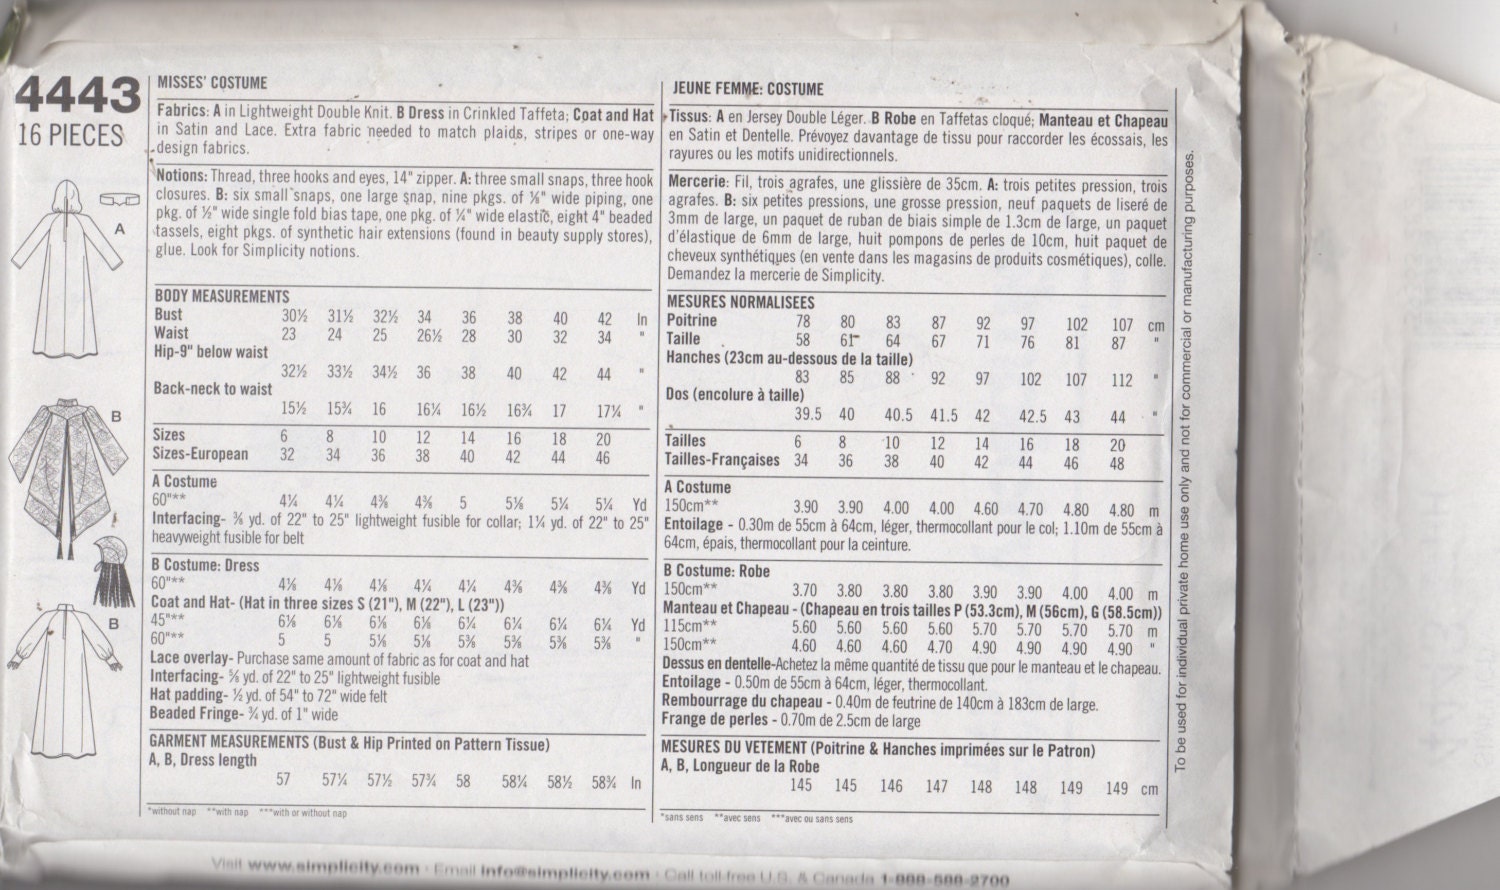 4443
16 PIECES
A
B
B
MISSES' COSTUME
Fabrics: A in Lightweight Double Knit. B Dress in Crinkled Taffeta; Coat and Hat
in Satin and Lace. Extra fabric needed to match plaids, stripes or one-way
design fabrics.
Notions: Thread, three hooks and eyes, 14" zipper. A: three small snaps, three hook
closures. B: six small snaps, one large snap, nine pkgs. of ⅛" wide piping, one
pkg. of ½" wide single fold bias tape, one pkg. of ¼" wide elastic, eight 4" beaded
tassels, eight pkgs. of synthetic hair extensions (found in beauty supply stores),
glue. Look for Simplicity notions.
BODY MEASUREMENTS
Bust 30½ 31½ 32½ 34 36 38 40 42 In
Waist 23 24 25 26½ 28 30 32 34 "
Hip-9" below waist
32½ 33½ 34½ 36 38 40 42 44 "
Back-neck to waist
15½ 15¾ 16 16¼ 16½ 16¾ 17 17¼ "
Sizes 6 8 10 12 14 16 18 20
Sizes-European 32 34 36 38 40 42 44 46
A Costume
60"** 4¼ 4¼ 4⅜ 4⅜ 5 5⅛ 5¼ 5¼ Yd
Interfacing- ⅜ yd. of 22" to 25" lightweight fusible for collar; 1¼ yd. of 22" to 25"
heavyweight fusible for belt
B Costume: Dress
60"** 4⅛ 4⅛ 4⅛ 4¼ 4¼ 4⅜ 4⅜ 4⅜ Yd
Coat and Hat- (Hat in three sizes S (21"), M (22"), L (23"))
45"** 6⅛ 6⅛ 6⅛ 6⅛ 6¼ 6¼ 6¼ 6¼ Yd
60"** 5 5 5⅛ 5⅛ 5⅜ 5⅜ 5⅜ 5⅜ "
Lace overlay- Purchase same amount of fabric as for coat and hat
Interfacing- ⅝ yd. of 22" to 25" lightweight fusible
Hat padding- ½ yd. of 54" to 72" wide felt
Beaded Fringe- ¾ yd. of 1" wide
GARMENT MEASUREMENTS (Bust & Hip Printed on Pattern Tissue)
A, B, Dress length
57 57¼ 57½ 57¾ 58 58¼ 58½ 58¾ In
*without nap **with nap ***with or without nap
JEUNE FEMME: COSTUME
Tissus: A en Jersey Double Léger. B Robe en Taffetas cloqué; Manteau et Chapeau
en Satin et Dentelle. Prévoyez davantage de tissu pour raccorder les écossais, les
rayures ou les motifs unidirectionnels.
Mercerie: Fil, trois agrafes, une glissière de 35cm. A: trois petites pression, trois
agrafes. B: six petites pressions, une grosse pression, neuf paquets de liseré de
3mm de large, un paquet de ruban de biais simple de 1.3cm de large, un paquet
d'élastique de 6mm de large, huit pompons de perles de 10cm, huit paquet de
cheveux synthétiques (en vente dans les magasins de produits cosmétiques), colle.
Demandez la mercerie de Simplicity.
MESURES NORMALISEES
Poitrine 78 80 83 87 92 97 102 107 cm
Taille 58 61 64 67 71 76 81 87 "
Hanches (23cm au-dessous de la taille)
83 85 88 92 97 102 107 112 "
Dos (encolure à taille)
39.5 40 40.5 41.5 42 42.5 43 44 "
Tailles 6 8 10 12 14 16 18 20
Tailles-Françaises 34 36 38 40 42 44 46 48
A Costume
150cm** 3.90 3.90 4.00 4.00 4.60 4.70 4.80 4.80 m
Entoilage - 0.30m de 55cm à 64cm, léger, thermocollant pour le col; 1.10m de 55cm à
64cm, épais, thermocollant pour la ceinture.
B Costume: Robe
150cm** 3.70 3.80 3.80 3.80 3.90 3.90 4.00 4.00 m
Manteau et Chapeau - (Chapeau en trois tailles P (53.3cm), M (56cm), G (58.5cm))
115cm** 5.60 5.60 5.60 5.60 5.70 5.70 5.70 5.70 m
150cm** 4.60 4.60 4.60 4.70 4.90 4.90 4.90 4.90 "
Dessus en dentelle-Achetez la même quantité de tissu que pour le manteau et le chapeau.
Entoilage - 0.50m de 55cm à 64cm, léger, thermocollant.
Rembourrage du chapeau - 0.40m de feutrine de 140cm à 183cm de large.
Frange de perles - 0.70m de 2.5cm de large
MESURES DU VETEMENT (Poitrine & Hanches imprimées sur le Patron)
A, B, Longueur de la Robe
145 145 146 147 148 148 149 149 cm
*sans sens **avec sens ***avec ou sans sens
To be used for individual private home use only and not for commercial or manufacturing purposes.
Visit www.simplicity.com · Email info@simplicity.com · Call toll-free U.S. & Canada 1-888-588-2700